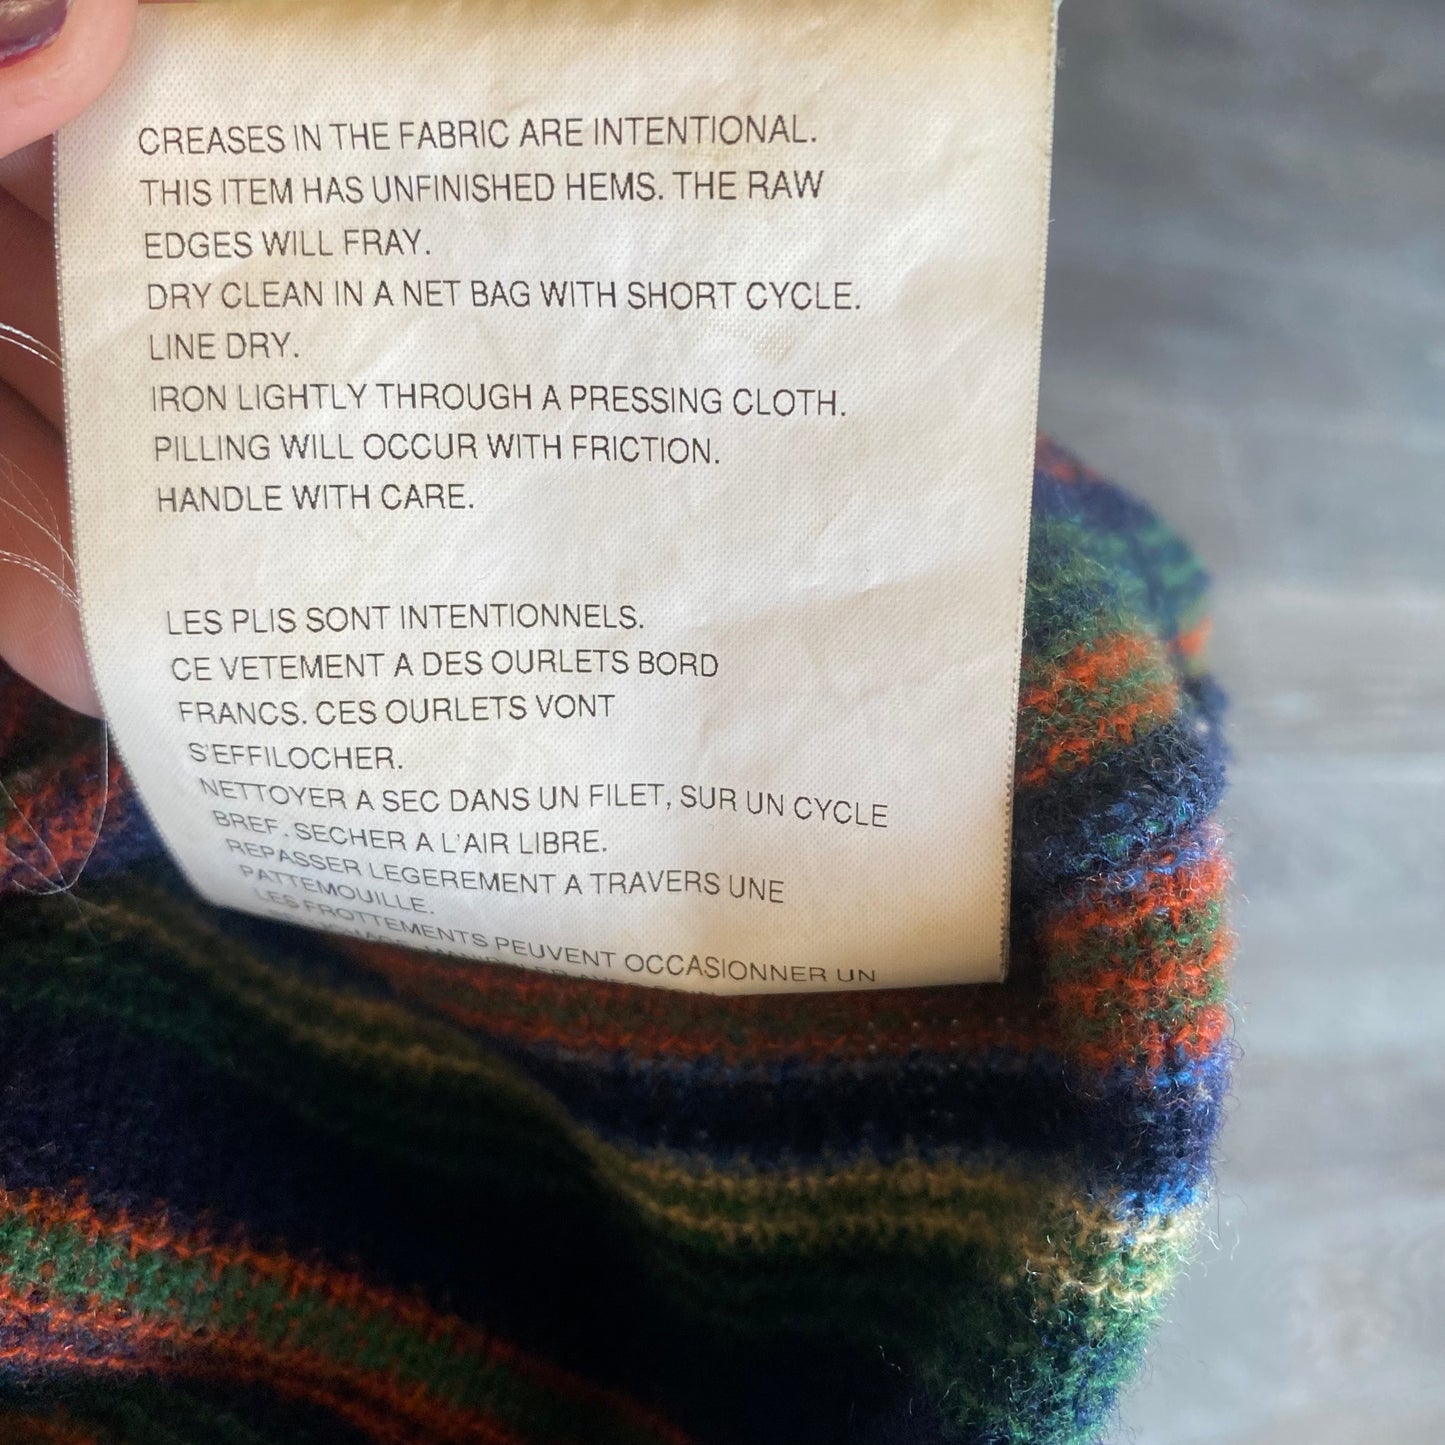 CREASES IN THE FABRIC ARE INTENTIONAL.
THIS ITEM HAS UNFINISHED HEMS. THE RAW
EDGES WILL FRAY.
DRY CLEAN IN A NET BAG WITH SHORT CYCLE.
LINE DRY.
IRON LIGHTLY THROUGH A PRESSING CLOTH.
PILLING WILL OCCUR WITH FRICTION.
HANDLE WITH CARE.
LES PLIS SONT INTENTIONNELS.
CE VETEMENT A DES OURLETS BORD
FRANCS. CES OURLETS VONT
S'EFFILOCHER.
NETTOYER A SEC DANS UN FILET, SUR UN CYCLE
BREF. SECHER A L'AIR LIBRE.
REPASSER LEGEREMENT A TRAVERS UNE
PATTEMOUILLE.
LES FROTTEMENTS PEUVENT OCCASIONNER UN